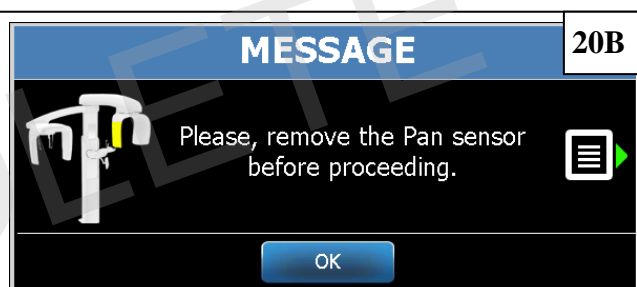 MESSAGE
20B
Please, remove the Pan sensor
before proceeding.
OK